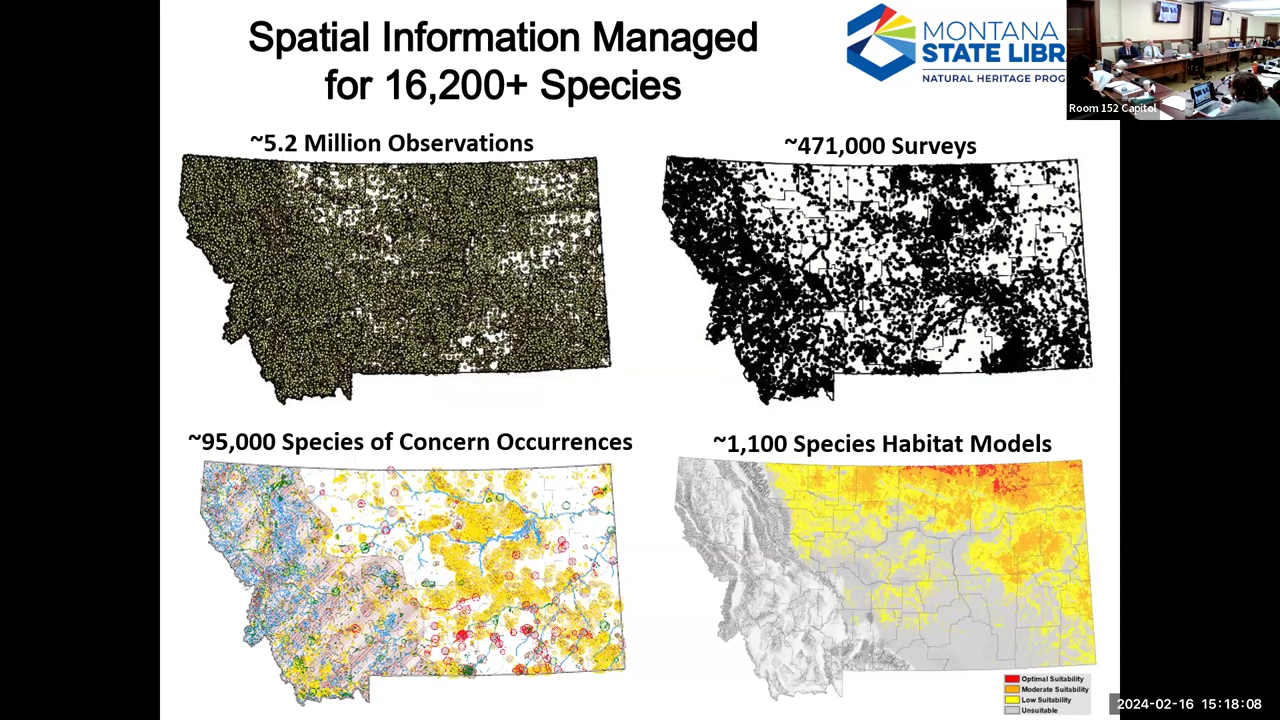 Spatial Information Managed
for 16,200+ Species
MONTANA
STATE LIBR
NATURAL HERITAGE PROG
Room 152 Capitol
~5.2 Million Observations
~471,000 Surveys
~95,000 Species of Concern Occurrences
~1,100 Species Habitat Models
Optimal Suitability
Moderate Suitability
Low Suitability
Unsuitable
2024-02-16 15:18:08